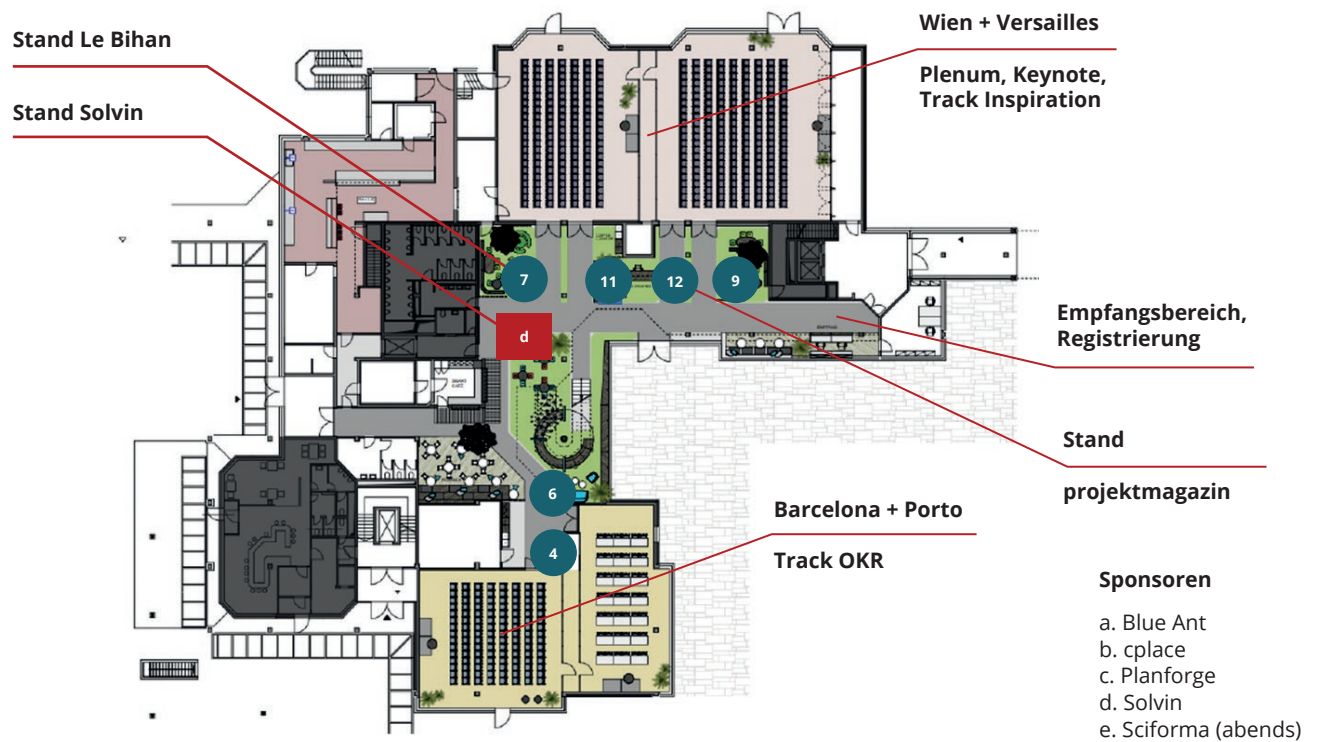 Stand Le Bihan
Stand Solvin
Wien + Versailles
Plenum, Keynote,
Track Inspiration
7
11
12
9
d
Empfangsbereich,
Registrierung
Stand
projektmagazin
6
4
Barcelona + Porto
Track OKR
Sponsoren
a. Blue Ant
b. cplace
c. Planforge
d. Solvin
e. Sciforma (abends)